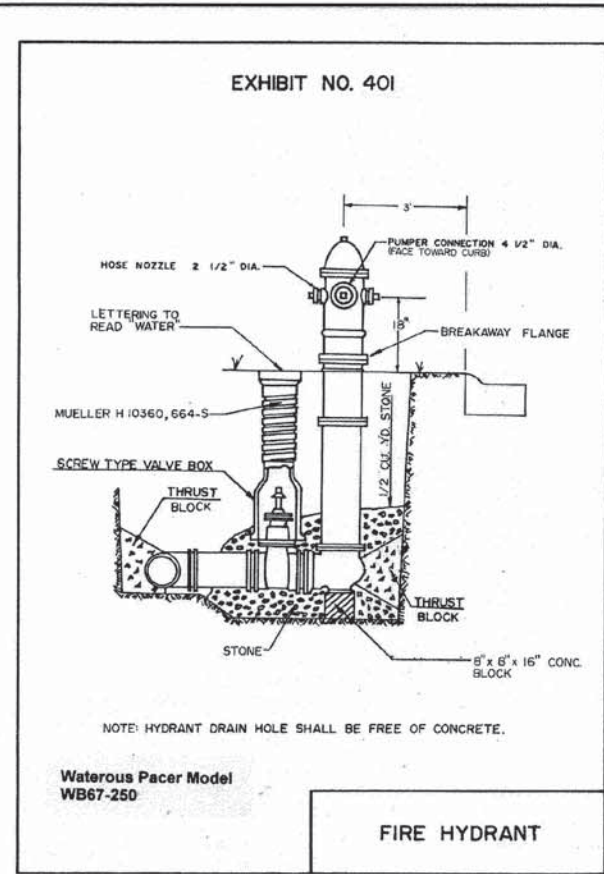 EXHIBIT NO. 401
3'
PUMPER CONNECTION 4 1/2" DIA.
(FACE TOWARD CURB)
HOSE NOZZLE 2 1/2" DIA.
LETTERING TO
READ "WATER"
18"
BREAKAWAY FLANGE
MUELLER H 10360, 664-S
1/2 CU. YD. STONE
SCREW TYPE VALVE BOX
THRUST
BLOCK
THRUST
BLOCK
STONE
8" x 8" x 16" CONC.
BLOCK
NOTE: HYDRANT DRAIN HOLE SHALL BE FREE OF CONCRETE.
Waterous Pacer Model
WB67-250
FIRE HYDRANT